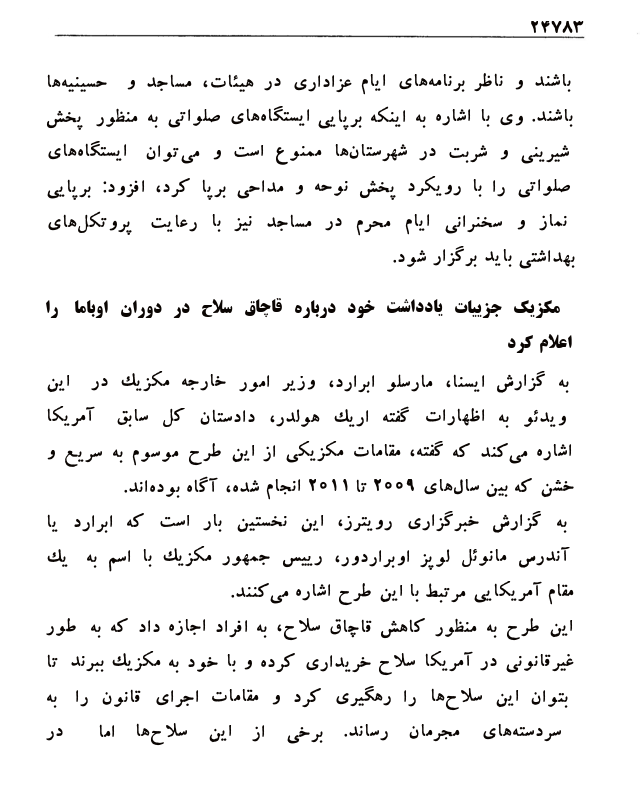 ۲۴۷۸۳
باشند و ناظر برنامه‌های ایام عزاداری در هیئات، مساجد و حسینیه‌ها
باشند. وی با اشاره به اینکه برپایی ایستگاه‌های صلواتی به منظور پخش
شیرینی و شربت در شهرستان‌ها ممنوع است و می‌توان ایستگاه‌های
صلواتی را با رویکرد پخش نوحه و مداحی برپا کرد، افزود: برپایی
نماز و سخنرانی ایام محرم در مساجد نیز با رعایت پروتکل‌های
بهداشتی باید برگزار شود.
مکزیک جزییات یادداشت خود درباره قاچاق سلاح در دوران اوباما را
اعلام کرد
به گزارش ایسنا، مارسلو ابرارد، وزیر امور خارجه مکزیك در این
ویدئو به اظهارات گفته اریك هولدر، دادستان کل سابق آمریکا
اشاره می‌کند که گفته، مقامات مکزیکی از این طرح موسوم به سریع و
خشن که بین سال‌های ۲۰۰۹ تا ۲۰۱۱ انجام شده، آگاه بوده‌اند.
به گزارش خبرگزاری رویترز، این نخستین بار است که ابرارد یا
آندرس مانوئل لوپز اوبراردور، رییس جمهور مکزیك با اسم به یك
مقام آمریکایی مرتبط با این طرح اشاره می‌کنند.
این طرح به منظور کاهش قاچاق سلاح، به افراد اجازه داد که به طور
غیرقانونی در آمریکا سلاح خریداری کرده و با خود به مکزیك ببرند تا
بتوان این سلاح‌ها را رهگیری کرد و مقامات اجرای قانون را به
سردسته‌های مجرمان رساند. برخی از این سلاح‌ها اما در